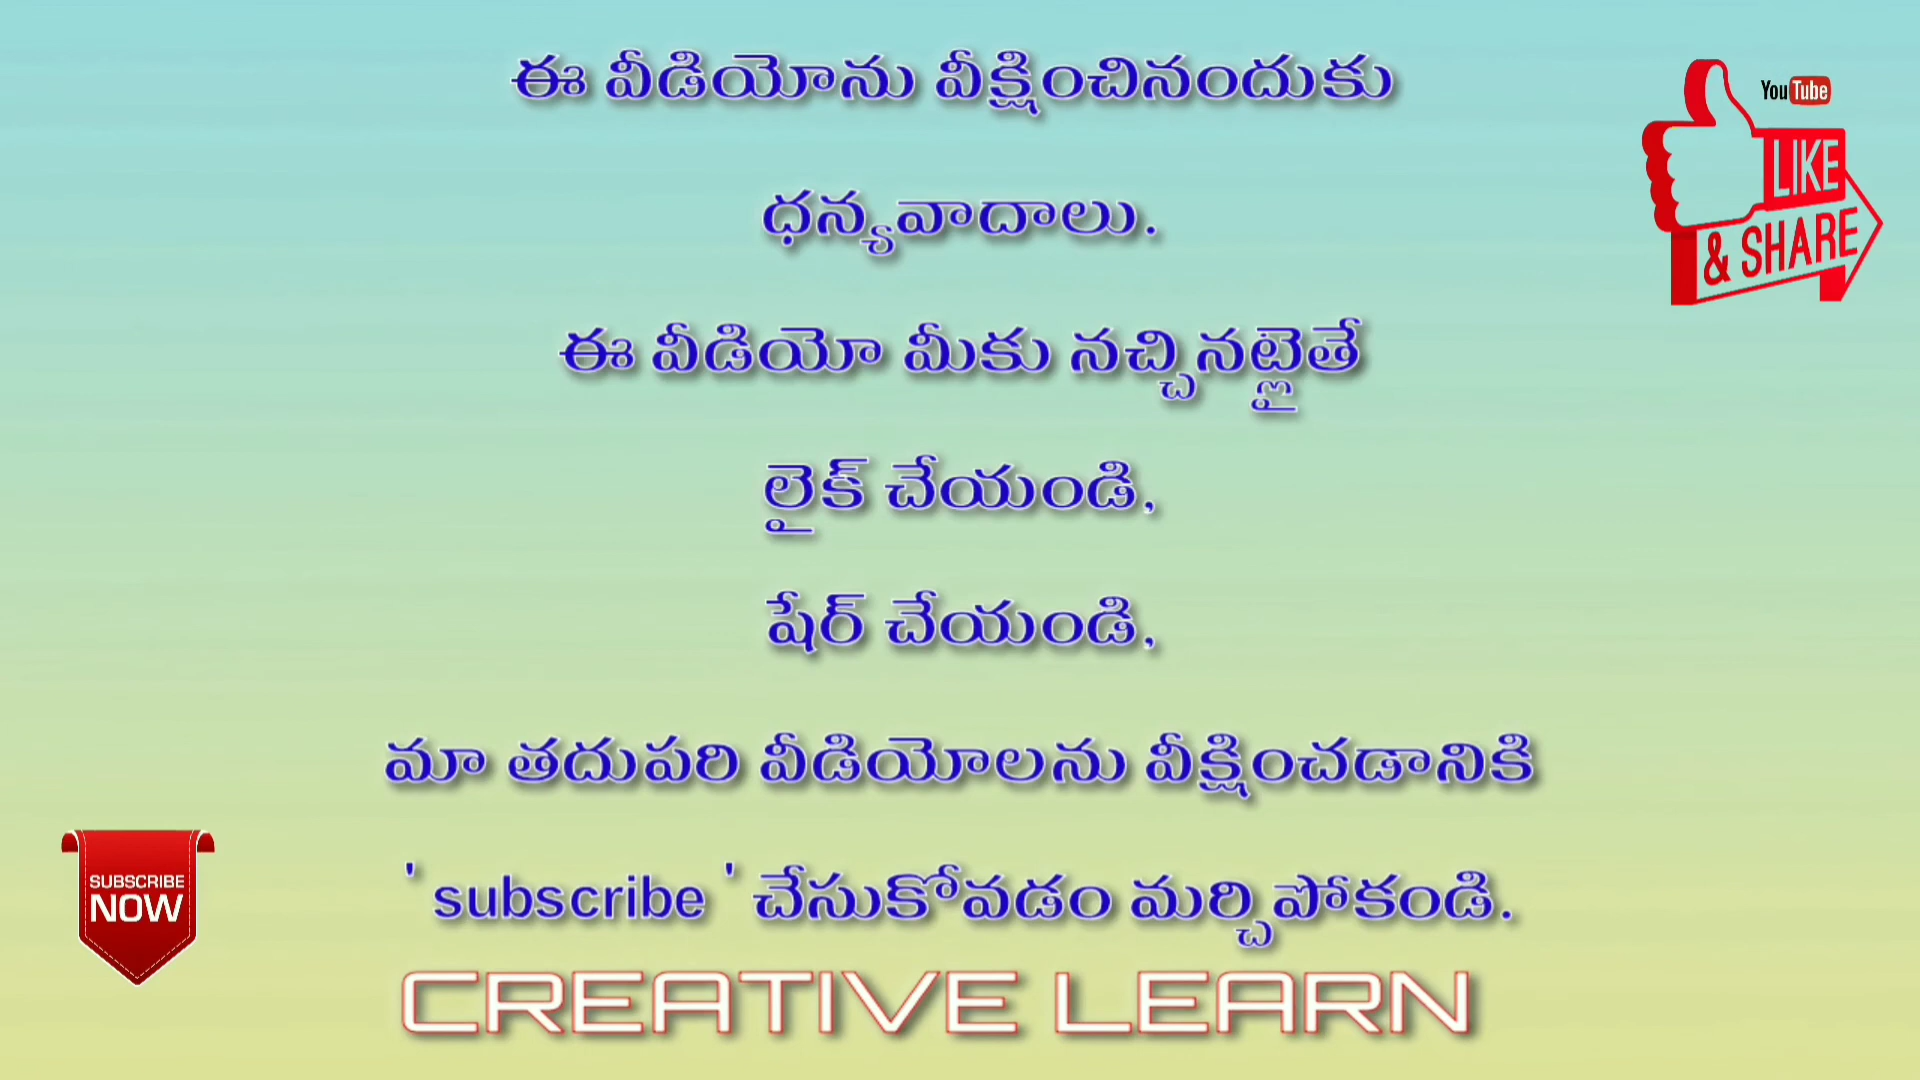 ఈ వీడియోను వీక్షించినందుకు
YouTube
LIKE
& SHARE
ధన్యవాదాలు.
ఈ వీడియో మీకు నచ్చినట్లైతే
లైక్ చేయండి,
షేర్ చేయండి,
మా తదుపరి వీడియోలను వీక్షించడానికి
' subscribe ' చేసుకోవడం మర్చిపోకండి.
SUBSCRIBE
NOW
CREATIVE LEARN